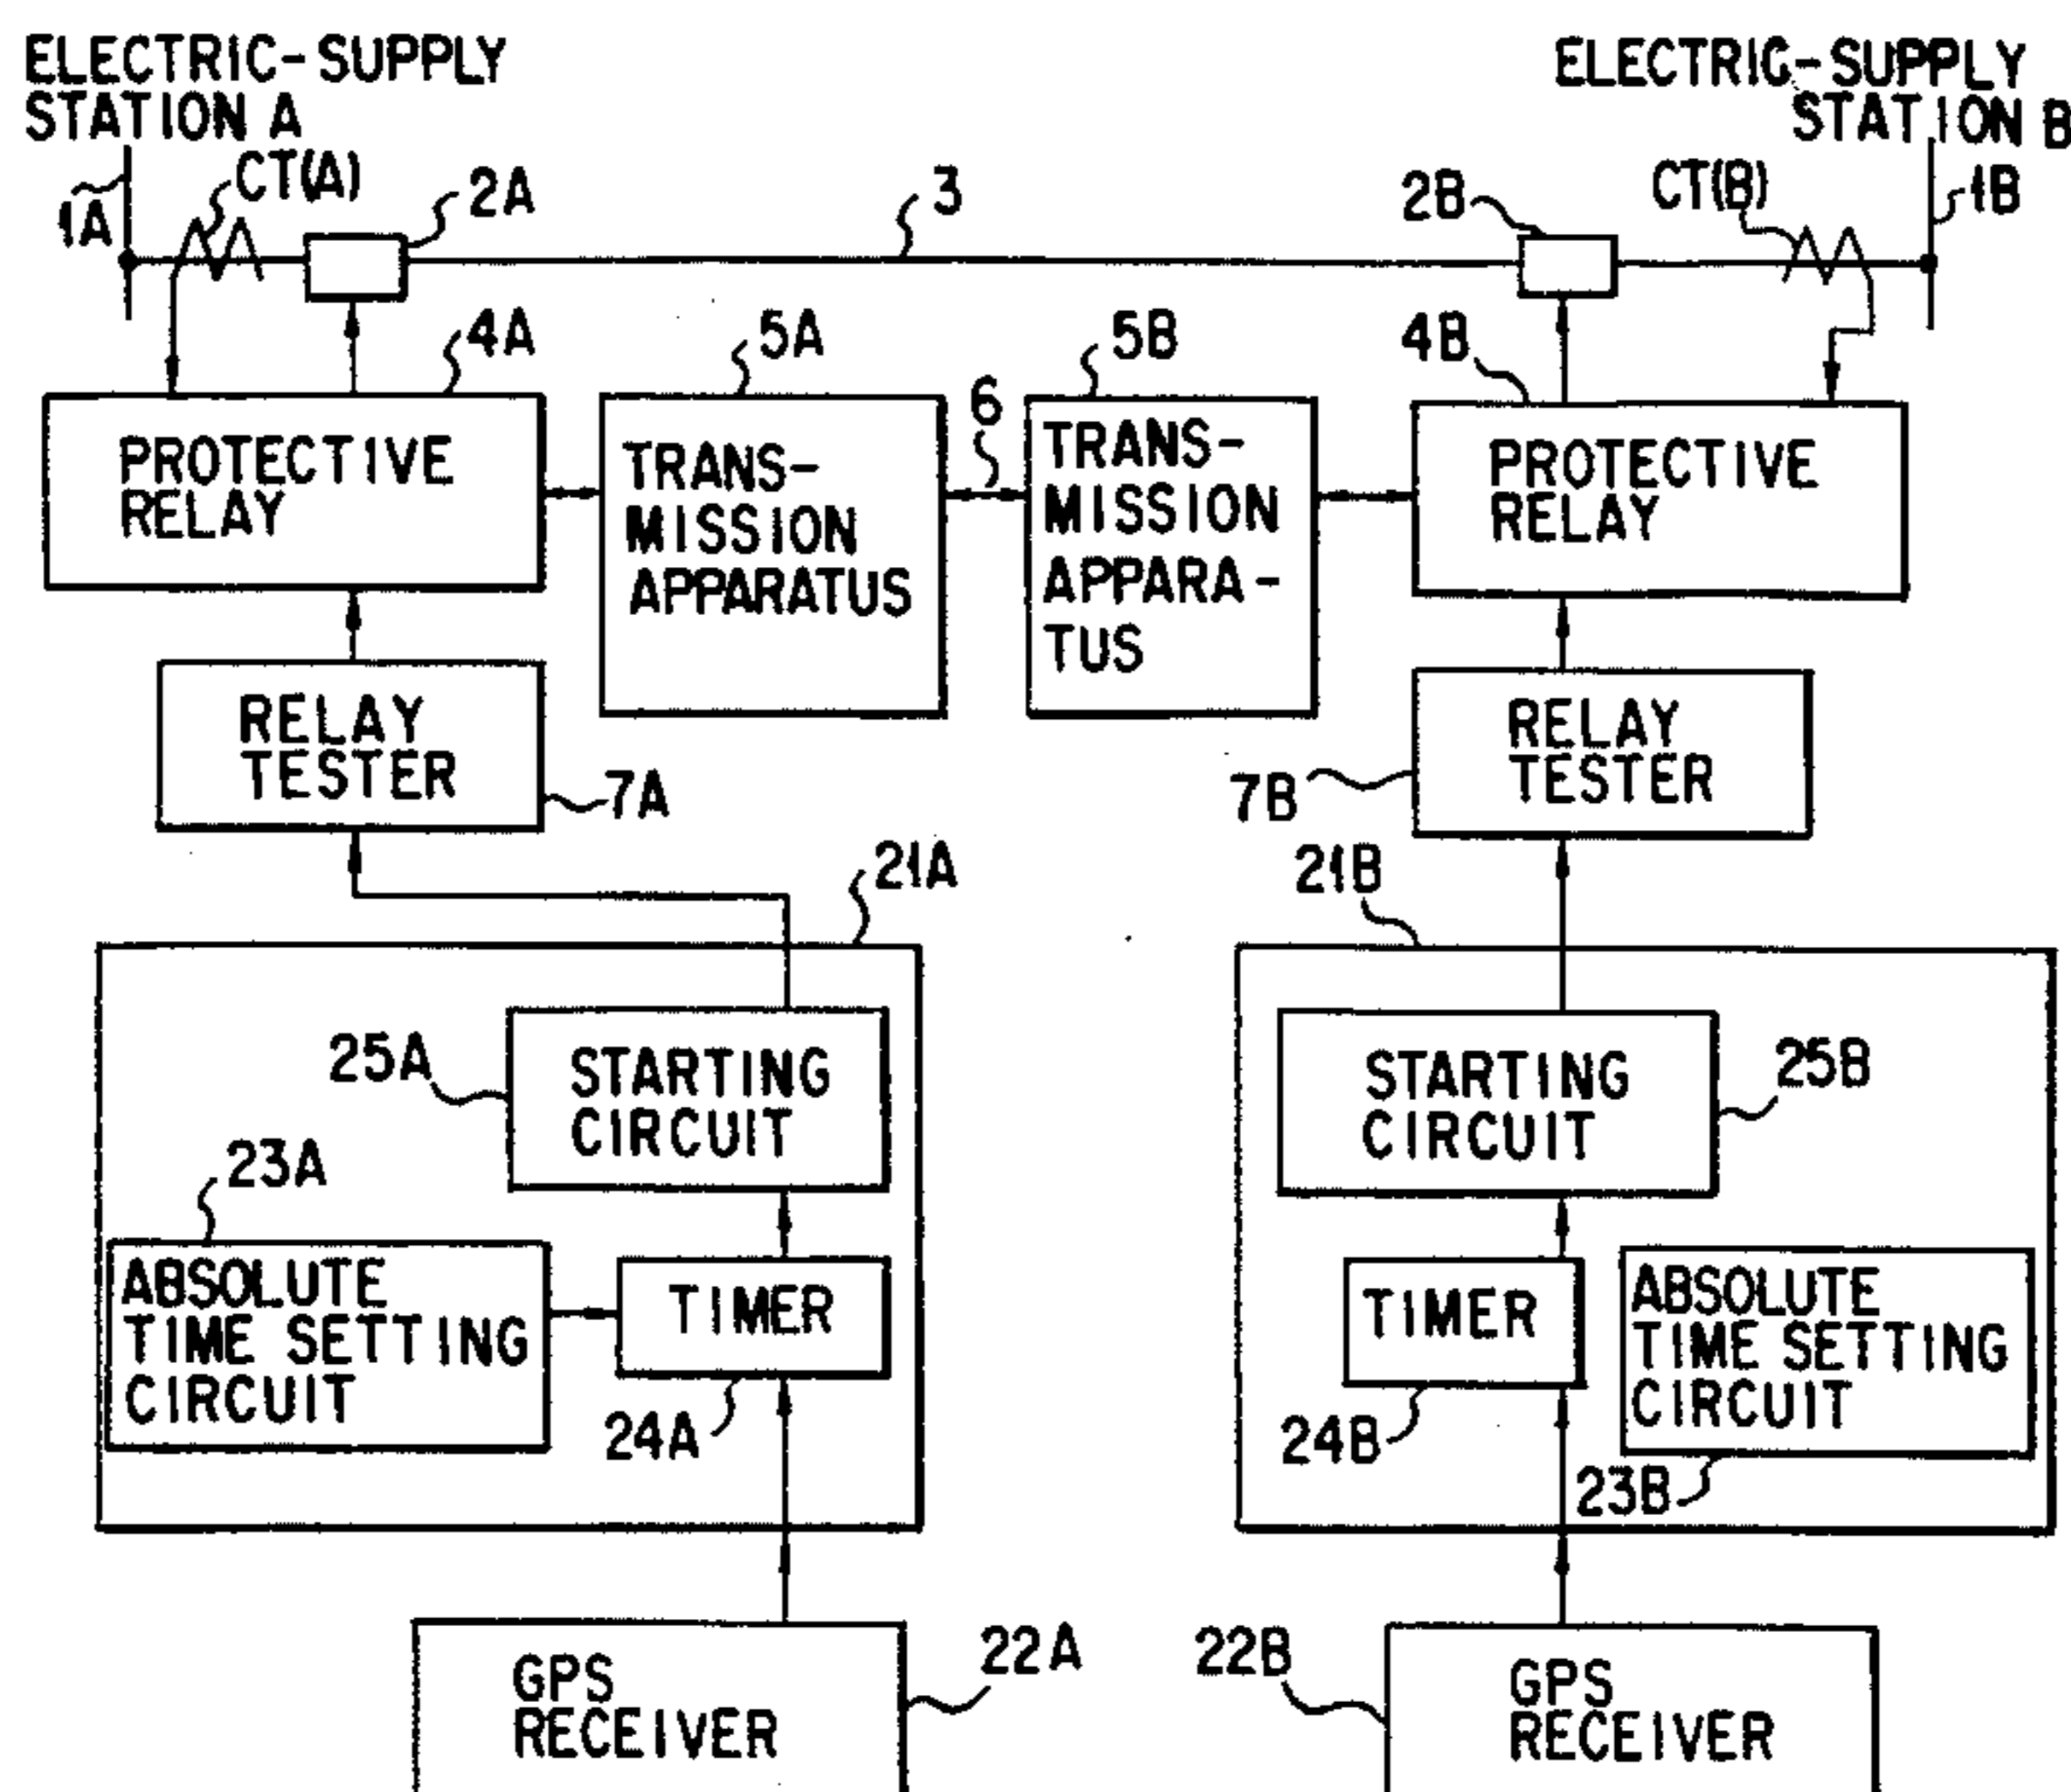 ELECTRIC-SUPPLY
STATION A
ELECTRIC-SUPPLY
STATION B
1A
CT(A)
2A
3
2B
CT(B)
1B
4A
5A
6
5B
4B
PROTECTIVE
RELAY
TRANS-
MISSION
APPARATUS
TRANS-
MISSION
APPARA-
TUS
PROTECTIVE
RELAY
RELAY
TESTER
7A
7B
RELAY
TESTER
21A
21B
25A
STARTING
CIRCUIT
STARTING
CIRCUIT
25B
23A
ABSOLUTE
TIME SETTING
CIRCUIT
TIMER
24A
TIMER
24B
ABSOLUTE
TIME SETTING
CIRCUIT
23B
GPS
RECEIVER
22A
22B
GPS
RECEIVER